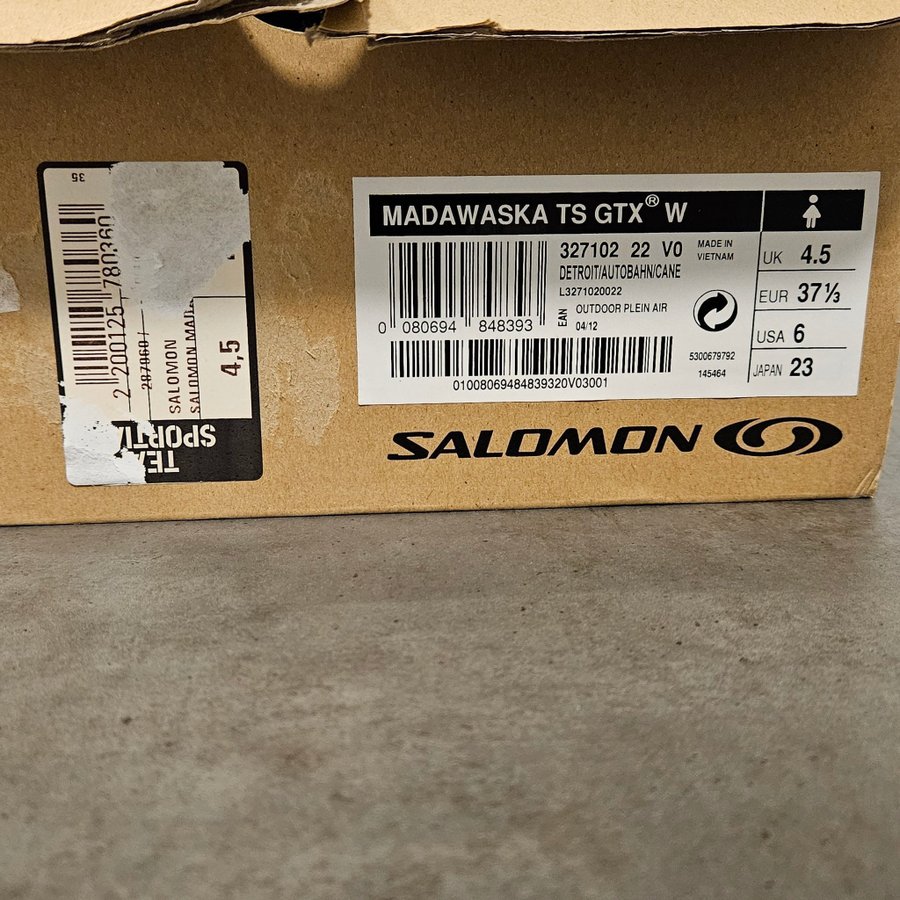 35
2 200125 780360
287960 /
SALOMON
SALOMON
4,5
MADAWASKA TS GTX® W
327102 22 V0
DETROIT/AUTOBAHN/CANE
L3271020022
EAN
OUTDOOR PLEIN AIR
04/12
0 080694 848393
01008069484839320V03001
MADE IN
VIETNAM
5300679792
145464
UK 4.5
EUR 37⅓
USA 6
JAPAN 23
SALOMON